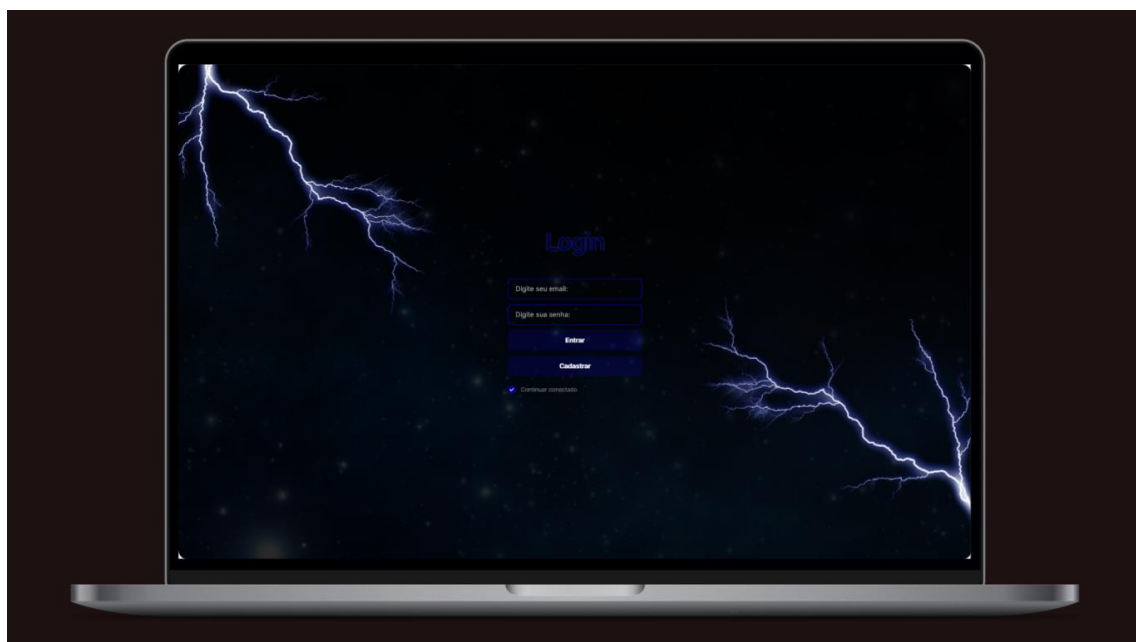 Login
Digite seu email:
Digite sua senha:
Entrar
Cadastrar
Continuar conectado